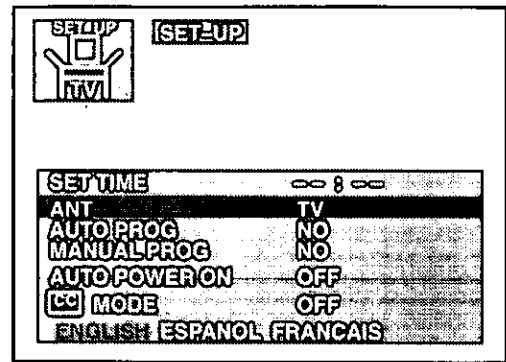 SET-UP
TV
SET-UP
SET TIME --:--
ANT TV
AUTO PROG NO
MANUAL PROG NO
AUTO POWER ON OFF
CC MODE OFF
ENGLISH ESPANOL FRANCAIS